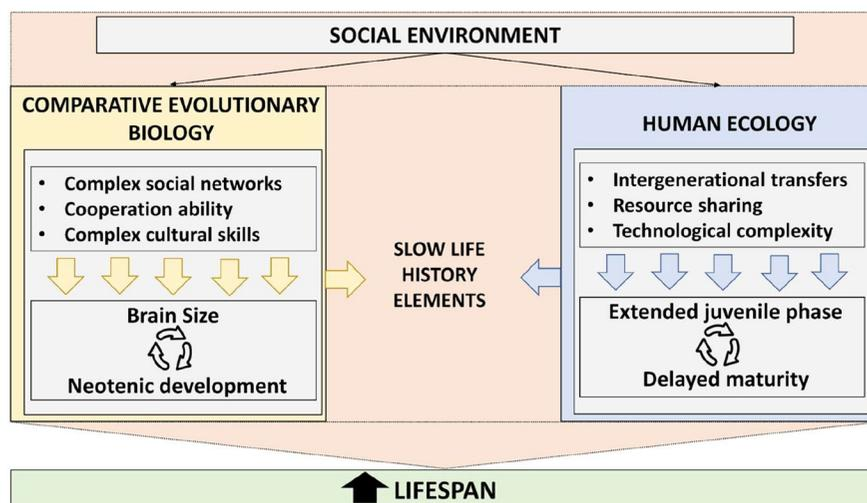 SOCIAL ENVIRONMENT
COMPARATIVE EVOLUTIONARY
BIOLOGY
• Complex social networks
• Cooperation ability
• Complex cultural skills
Brain Size
Neotenic development
SLOW LIFE
HISTORY
ELEMENTS
HUMAN ECOLOGY
• Intergenerational transfers
• Resource sharing
• Technological complexity
Extended juvenile phase
Delayed maturity
LIFESPAN